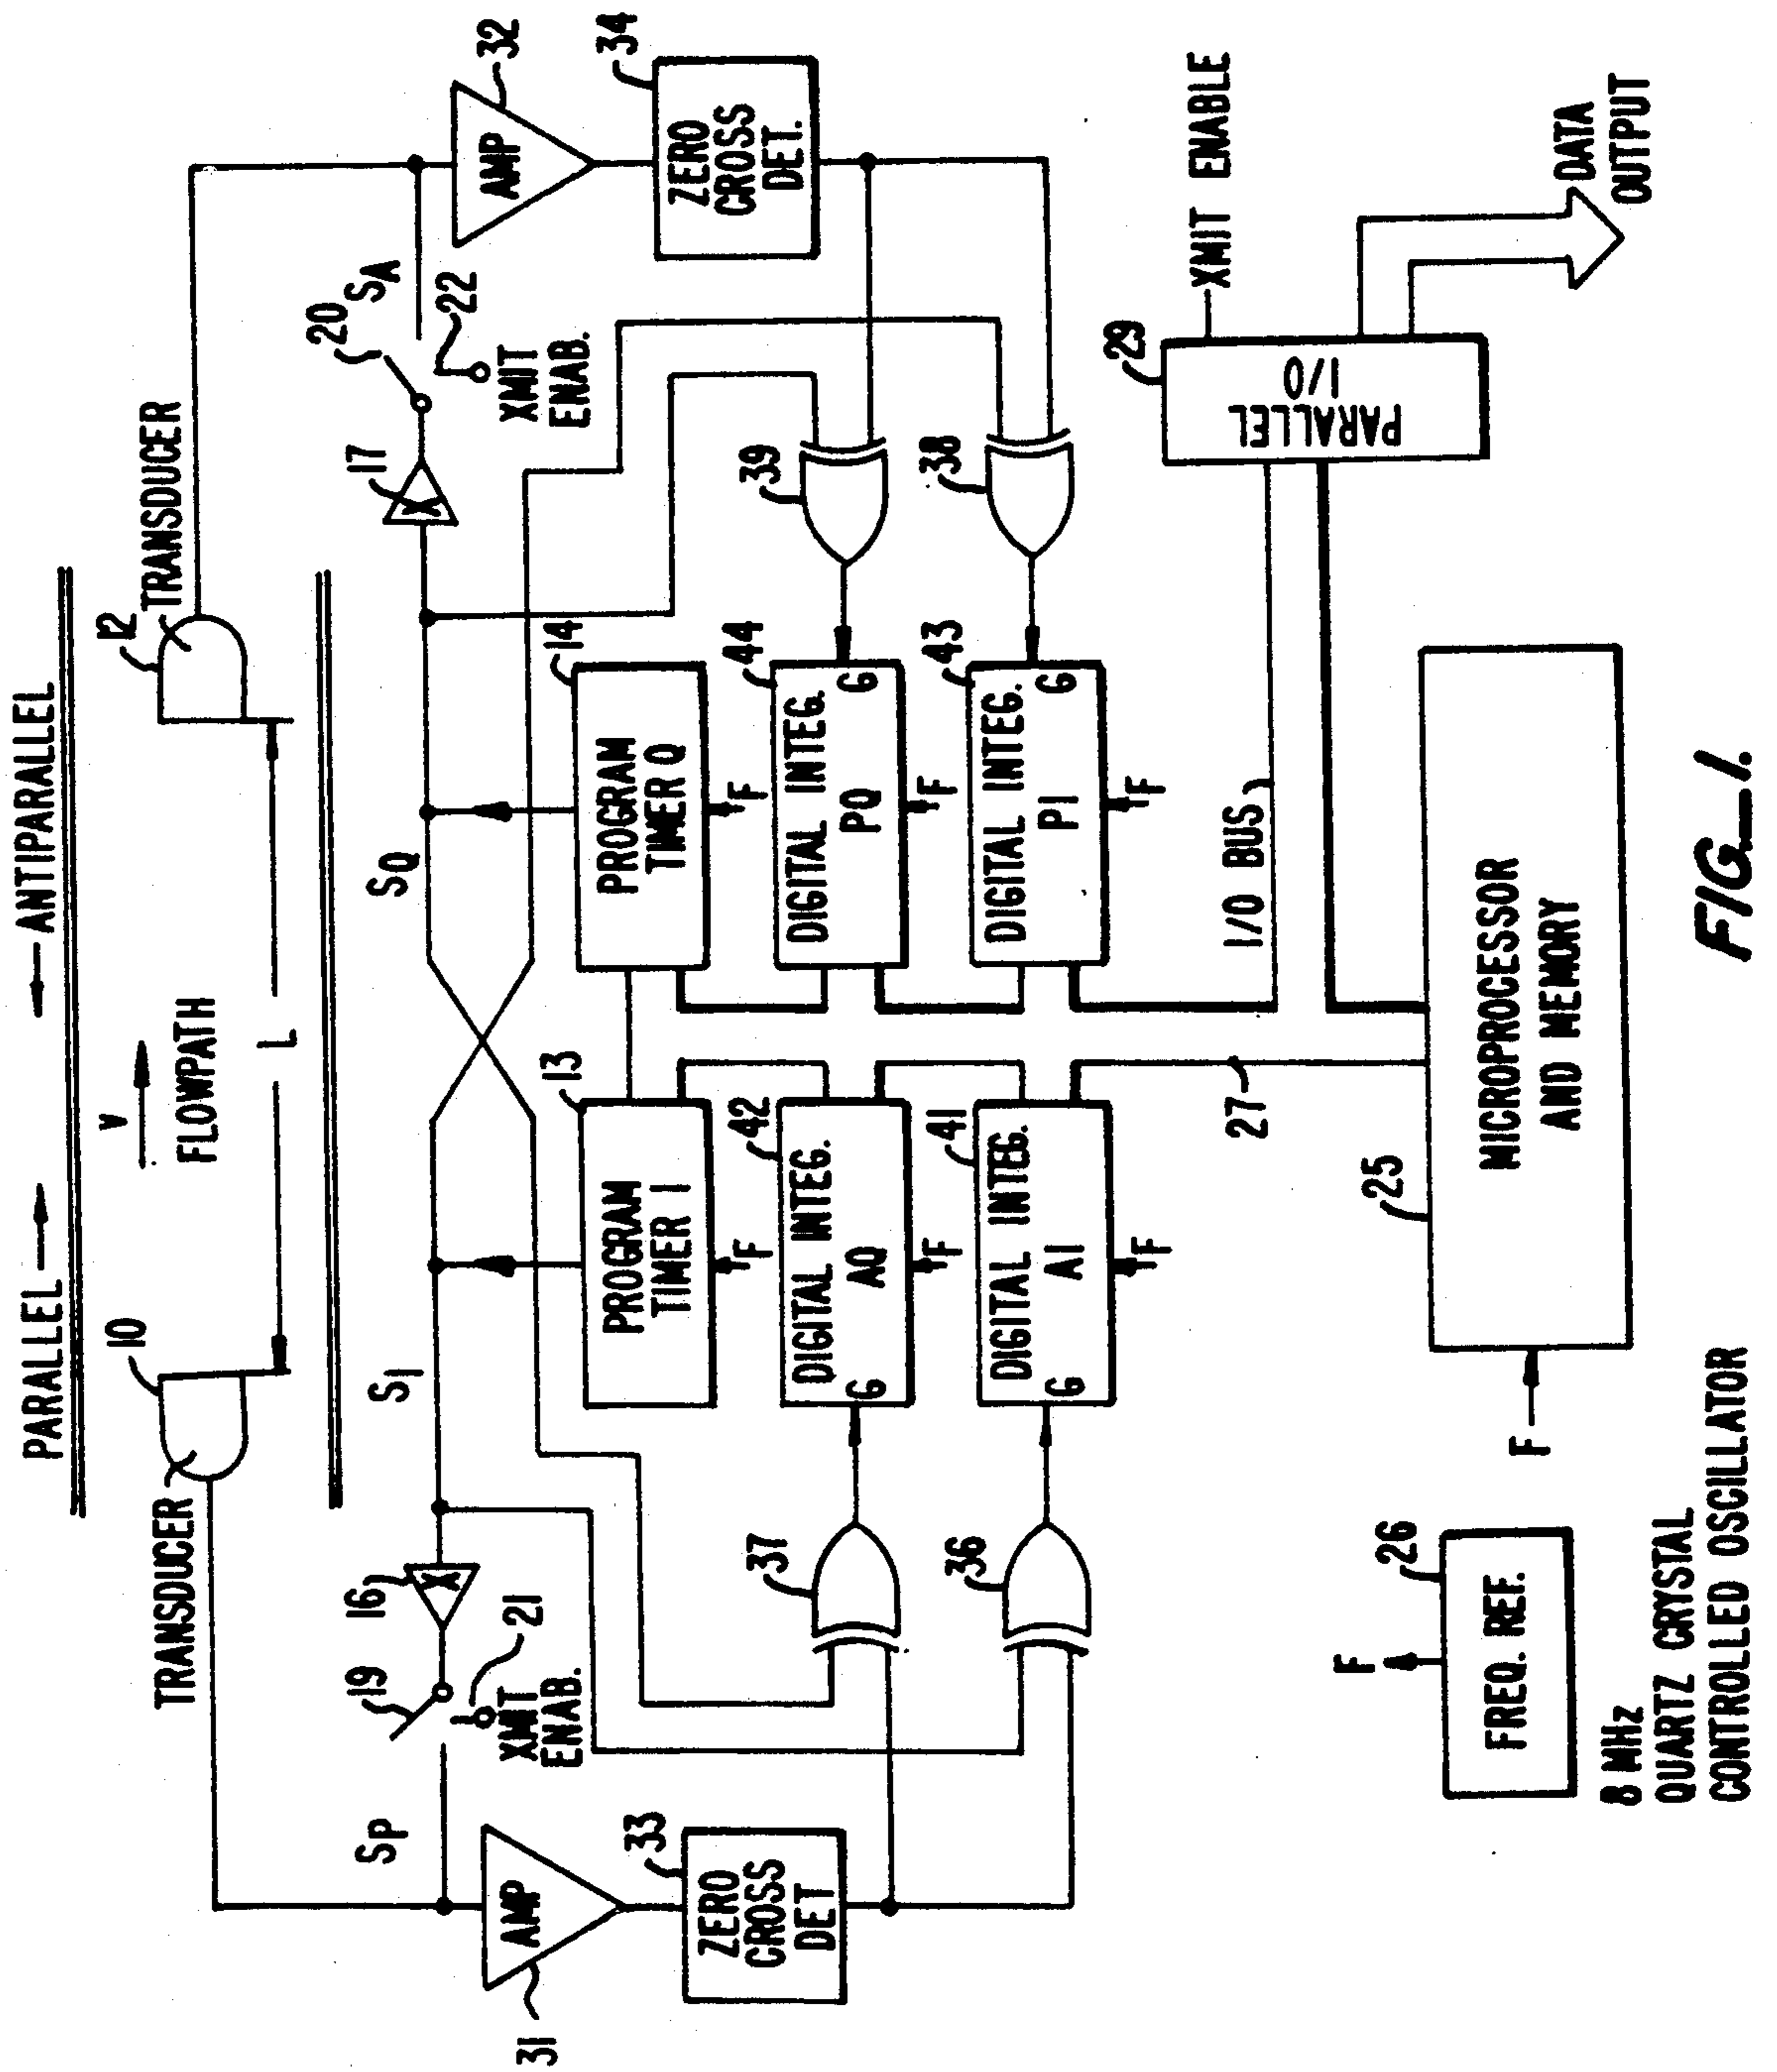 PARALLEL
ANTIPARALLEL
V
FLOWPATH
L
10
12
TRANSDUCER
TRANSDUCER
SP
19
16
S1
SQ
17
20
SA
21
XMIT
ENAB.
22
XMIT
ENAB.
31
AMP
32
AMP
13
PROGRAM
TIMER I
F
14
PROGRAM
TIMER Q
F
33
ZERO
CROSS
DET
34
ZERO
CROSS
DET.
37
42
DIGITAL INTEG.
G AQ
F
44
DIGITAL INTEG.
PQ G
F
39
36
41
DIGITAL INTEG.
G AI
F
43
DIGITAL INTEG.
PI G
F
38
27
I/O BUS
29
PARALLEL
I/O
XMIT ENABLE
26
F
FREQ. REF.
8 MHz
QUARTZ CRYSTAL
CONTROLLED OSCILLATOR
F
25
MICROPROCESSOR
AND MEMORY
DATA
OUTPUT
FIG_1.